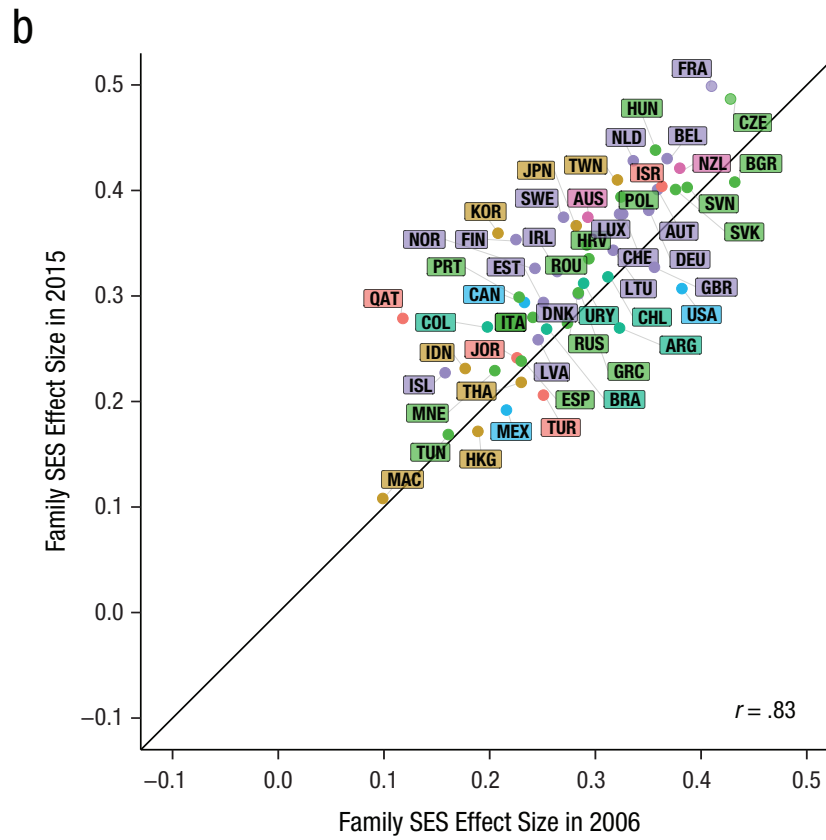 b
Family SES Effect Size in 2015
0.5
0.4
0.3
0.2
0.1
0.0
−0.1
FRA
HUN
CZE
NLD
BEL
JPN
TWN
ISR
NZL
BGR
SWE
AUS
POL
SVN
KOR
NOR
FIN
IRL
HRV
LUX
AUT
SVK
PRT
EST
ROU
CHE
DEU
QAT
CAN
LTU
GBR
COL
ITA
DNK
URY
CHL
USA
IDN
JOR
RUS
ARG
ISL
THA
LVA
GRC
MNE
ESP
BRA
TUN
MEX
TUR
HKG
MAC
r = .83
−0.1 0.0 0.1 0.2 0.3 0.4 0.5
Family SES Effect Size in 2006